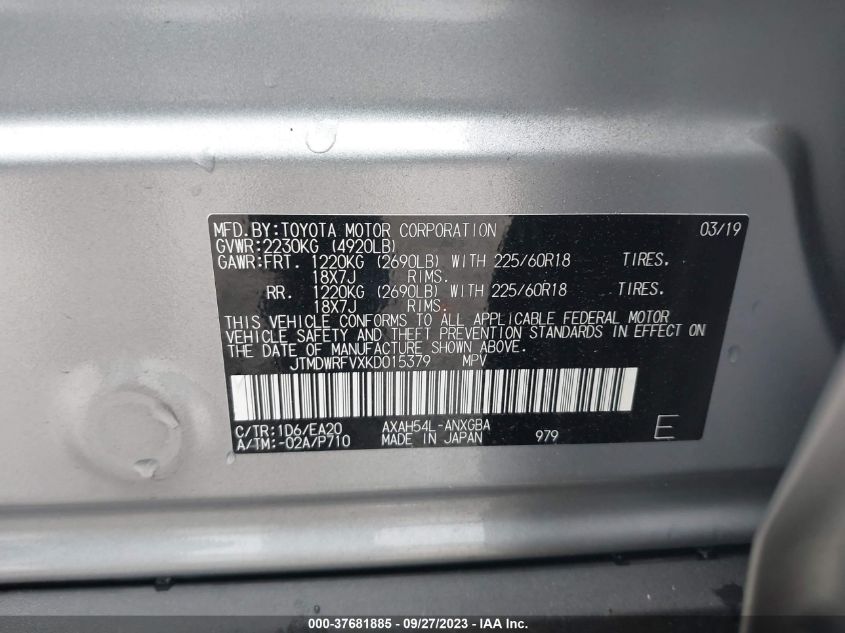 MFD.BY:TOYOTA MOTOR CORPORATION 03/19
GVWR:2230KG (4920LB)
GAWR:FRT. 1220KG (2690LB) WITH 225/60R18 TIRES.
18X7J RIMS.
RR. 1220KG (2690LB) WITH 225/60R18 TIRES.
18X7J RIMS.
THIS VEHICLE CONFORMS TO ALL APPLICABLE FEDERAL MOTOR
VEHICLE SAFETY AND THEFT PREVENTION STANDARDS IN EFFECT ON
THE DATE OF MANUFACTURE SHOWN ABOVE.
JTMDWRFVXKD015379 MPV
C/TR:1D6/EA20 AXAH54L-ANXGBA
A/TM:-02A/P710 MADE IN JAPAN 979 E
000-37681885 - 09/27/2023 - IAA Inc.